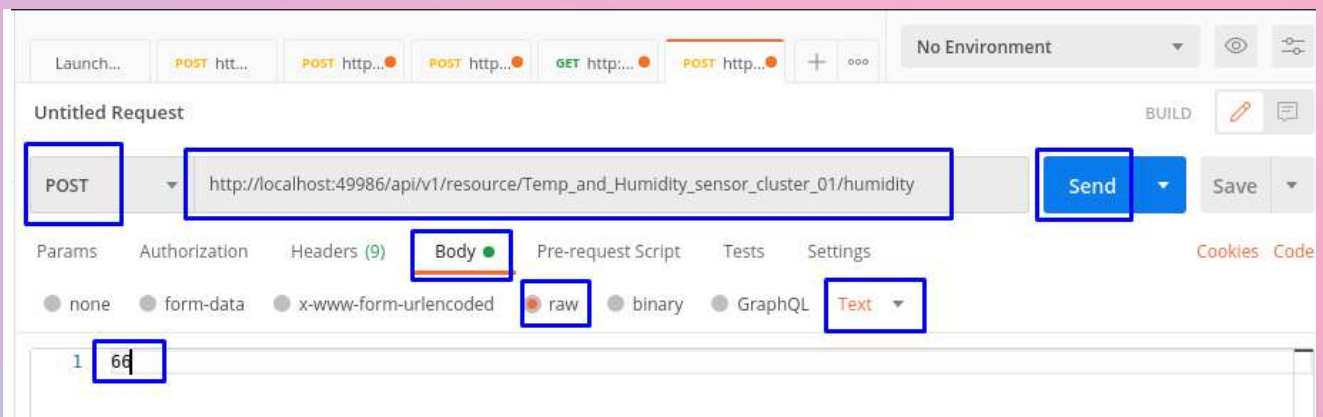 Launch... POST htt... POST http... POST http... GET http:... POST http... + ooo No Environment
Untitled Request BUILD
POST http://localhost:49986/api/v1/resource/Temp_and_Humidity_sensor_cluster_01/humidity Send Save
Params Authorization Headers (9) Body Pre-request Script Tests Settings Cookies Code
none form-data x-www-form-urlencoded raw binary GraphQL Text
1 66